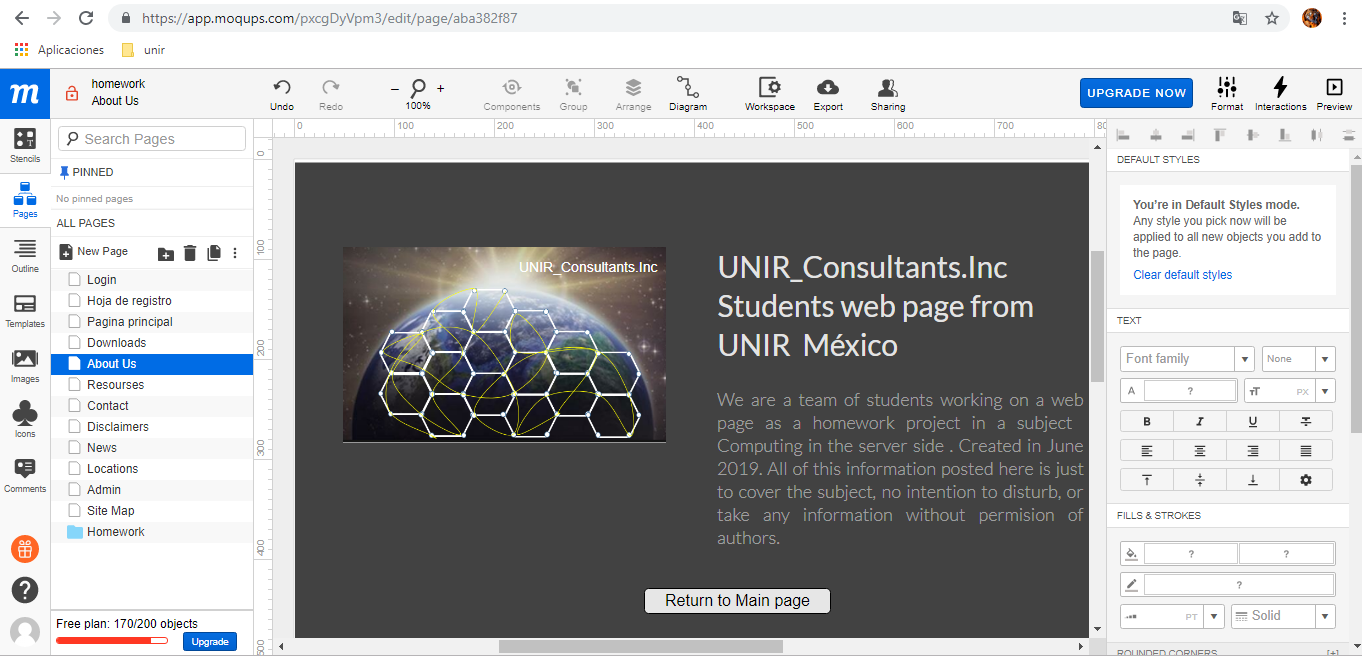 https://app.moqups.com/pxcgDyVpm3/edit/page/aba382f87
Aplicaciones
unir
m
homework
About Us
Undo
Redo
100%
Components
Group
Arrange
Diagram
Workspace
Export
Sharing
UPGRADE NOW
Format
Interactions
Preview
Stencils
Pages
Outline
Templates
Images
Icons
Comments
Search Pages
PINNED
No pinned pages
ALL PAGES
New Page
Login
Hoja de registro
Pagina principal
Downloads
About Us
Resourses
Contact
Disclaimers
News
Locations
Admin
Site Map
Homework
Free plan: 170/200 objects
Upgrade
0 100 200 300 400 500 600 700 80
0
100
200
300
400
500
UNIR_Consultants.Inc
UNIR_Consultants.Inc
Students web page from
UNIR México
We are a team of students working on a web
page as a homework project in a subject
Computing in the server side . Created in June
2019. All of this information posted here is just
to cover the subject, no intention to disturb, or
take any information without permision of
authors.
Return to Main page
DEFAULT STYLES
You're in Default Styles mode.
Any style you pick now will be
applied to all new objects you add to
the page.
Clear default styles
TEXT
Font family
None
A ? TT PX
B I U S
FILLS & STROKES
? ?
?
PT Solid
ROUNDED CORNERS [+]